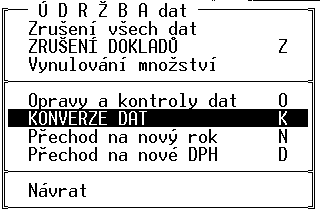 Ú D R Ž B A dat
Zrušení všech dat
ZRUŠENÍ DOKLADŮ Z
Vynulování množství
Opravy a kontroly dat O
KONVERZE DAT K
Přechod na nový rok N
Přechod na nové DPH D
Návrat